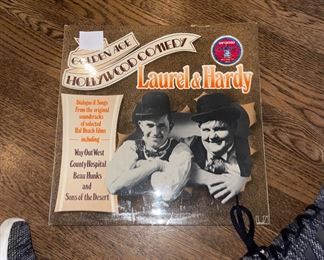 GOLDEN AGE
HOLLYWOOD COMEDY
Laurel & Hardy
Dialogue & Songs
From the original
soundtracks
of selected
Hal Roach Films
including
Way Out West
County Hospital
Beau Hunks
and
Sons of the Desert